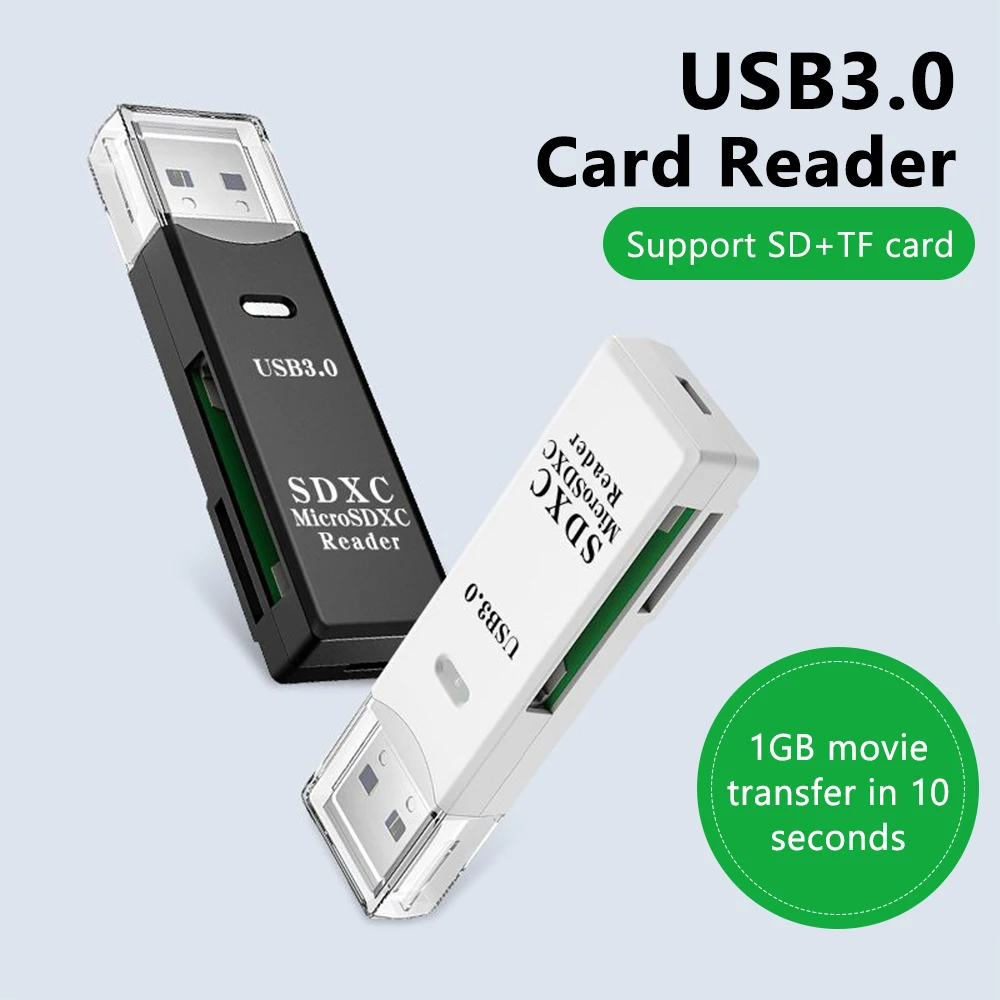 USB3.0
Card Reader
Support SD+TF card
USB3.0
SDXC
MicroSDXC
Reader
SDXC
MicroSDXC
Reader
USB3.0
1GB movie
transfer in 10
seconds